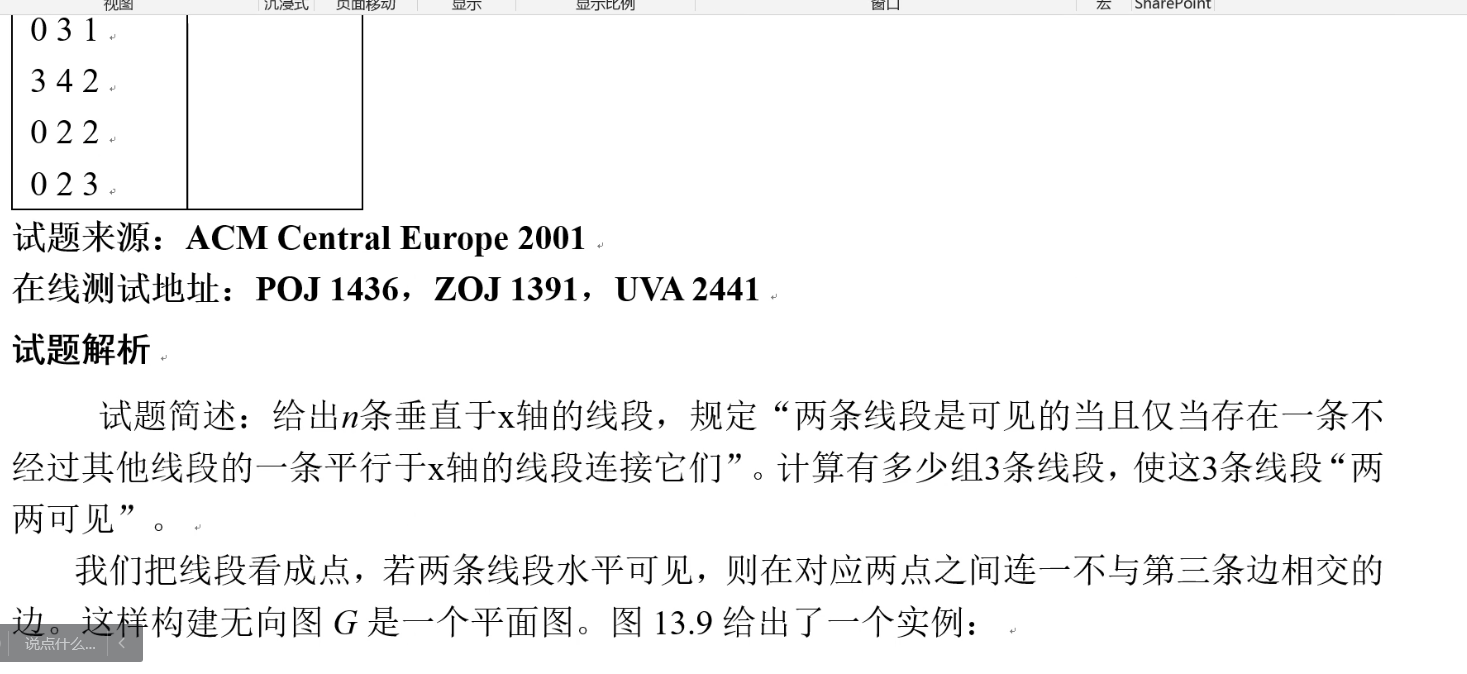 视图 沉浸式 页面移动 显示 显示比例 窗口 宏 SharePoint
0 3 1
3 4 2
0 2 2
0 2 3
试题来源：ACM Central Europe 2001
在线测试地址：POJ 1436，ZOJ 1391，UVA 2441
试题解析
试题简述：给出n条垂直于x轴的线段，规定“两条线段是可见的当且仅当存在一条不
经过其他线段的一条平行于x轴的线段连接它们”。计算有多少组3条线段，使这3条线段“两
两可见”。
我们把线段看成点，若两条线段水平可见，则在对应两点之间连一不与第三条边相交的
边。这样构建无向图 G 是一个平面图。图 13.9 给出了一个实例：
说点什么...